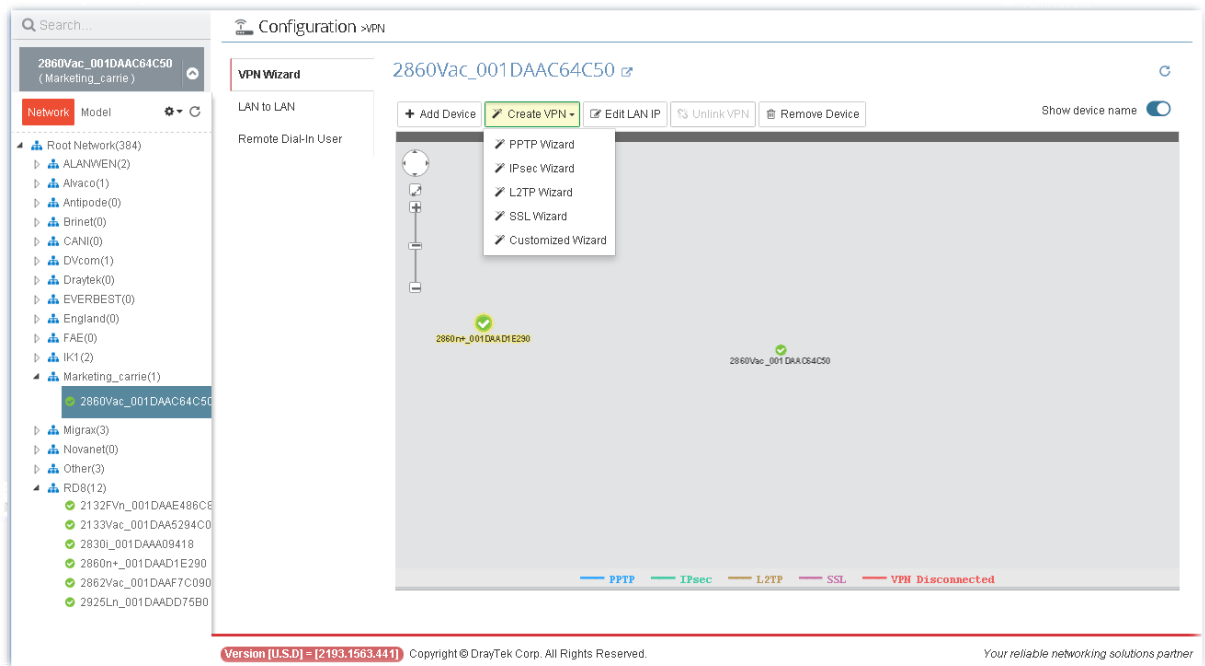 Search...
2860Vac_001DAAC64C50
( Marketing_carrie )
Network Model
Root Network(384)
ALANWEN(2)
Alvaco(1)
Antipode(0)
Brinet(0)
CANI(0)
DVcom(1)
Draytek(0)
EVERBEST(0)
England(0)
FAE(0)
IK1(2)
Marketing_carrie(1)
2860Vac_001DAAC64C50
Migrax(3)
Novanet(0)
Other(3)
RD8(12)
2132FVn_001DAAE486C8
2133Vac_001DAA5294C0
2830i_001DAAA09418
2860n+_001DAAD1E290
2862Vac_001DAAF7C090
2925Ln_001DAADD75B0
Configuration >VPN
VPN Wizard
LAN to LAN
Remote Dial-In User
2860Vac_001DAAC64C50
Add Device Create VPN Edit LAN IP Unlink VPN Remove Device
Show device name
PPTP Wizard
IPsec Wizard
L2TP Wizard
SSL Wizard
Customized Wizard
2860n+_001DAAD1E290
2860Vac_001DAAC64C50
PPTP IPsec L2TP SSL VPN Disconnected
Version [U.S.D] = [2193.1563.441] Copyright © DrayTek Corp. All Rights Reserved.
Your reliable networking solutions partner